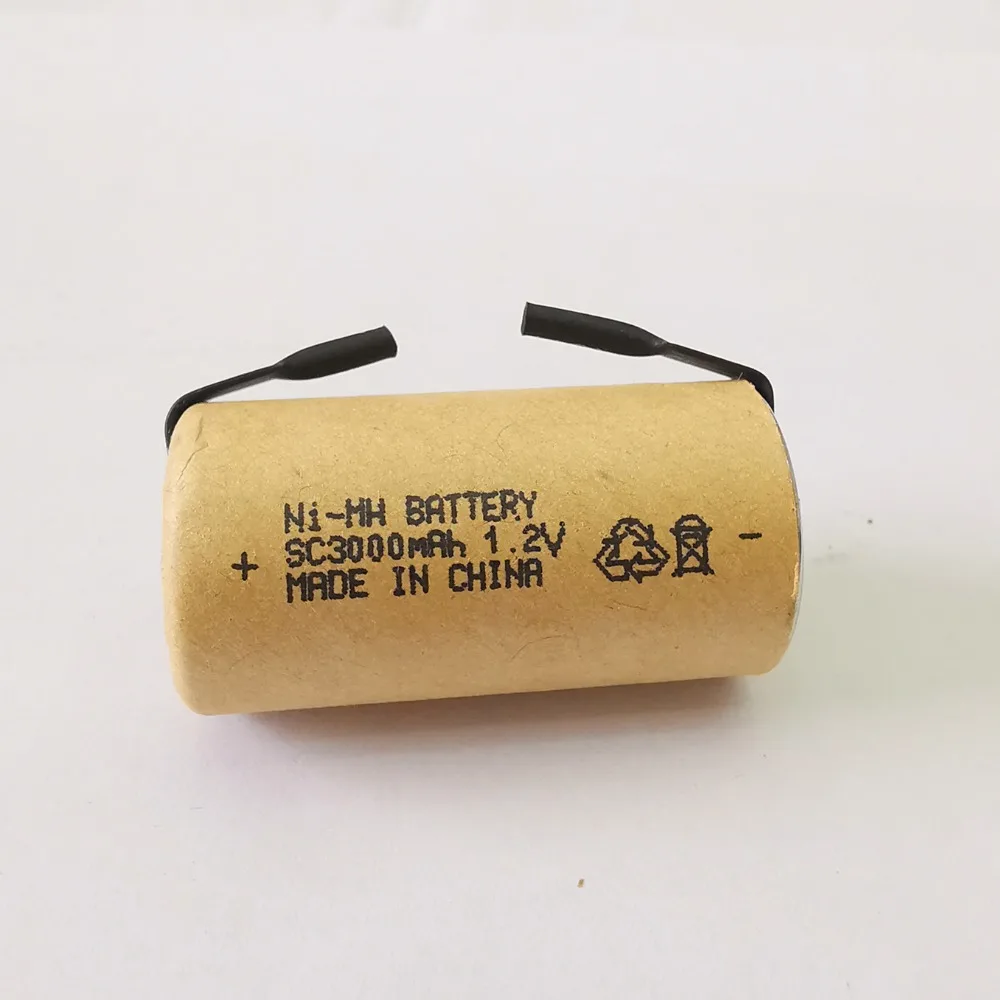 Ni-MH BATTERY
+ SC3000mAh 1.2V -
MADE IN CHINA